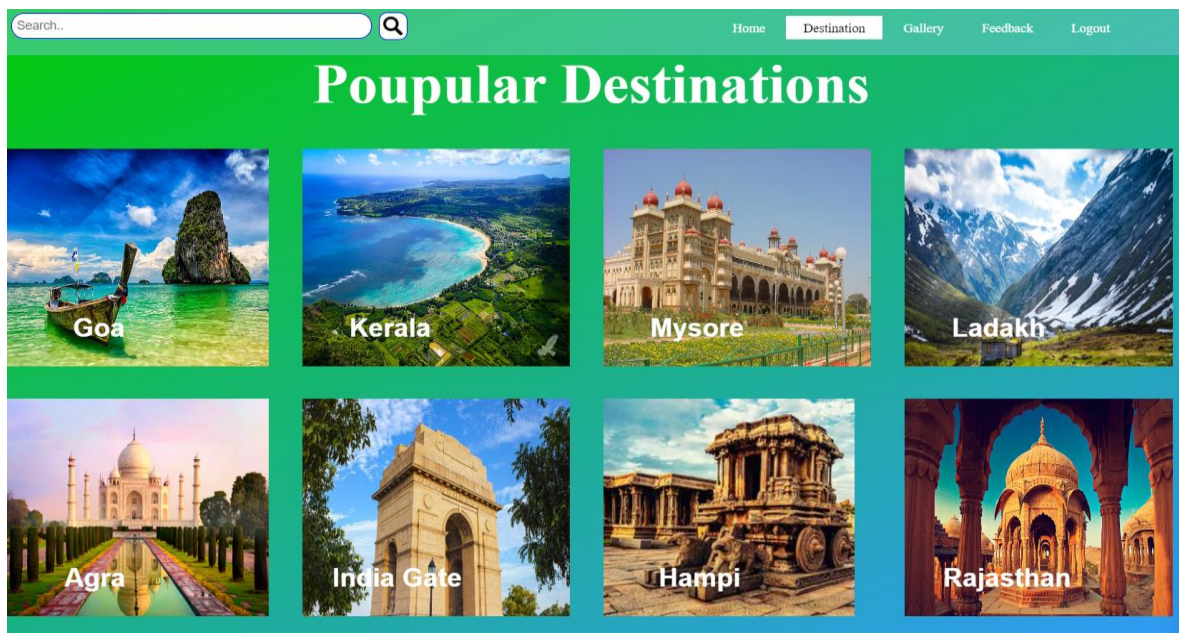 Search..
Home Destination Gallery Feedback Logout
Poupular Destinations
Goa Kerala Mysore Ladakh
Agra India Gate Hampi Rajasthan